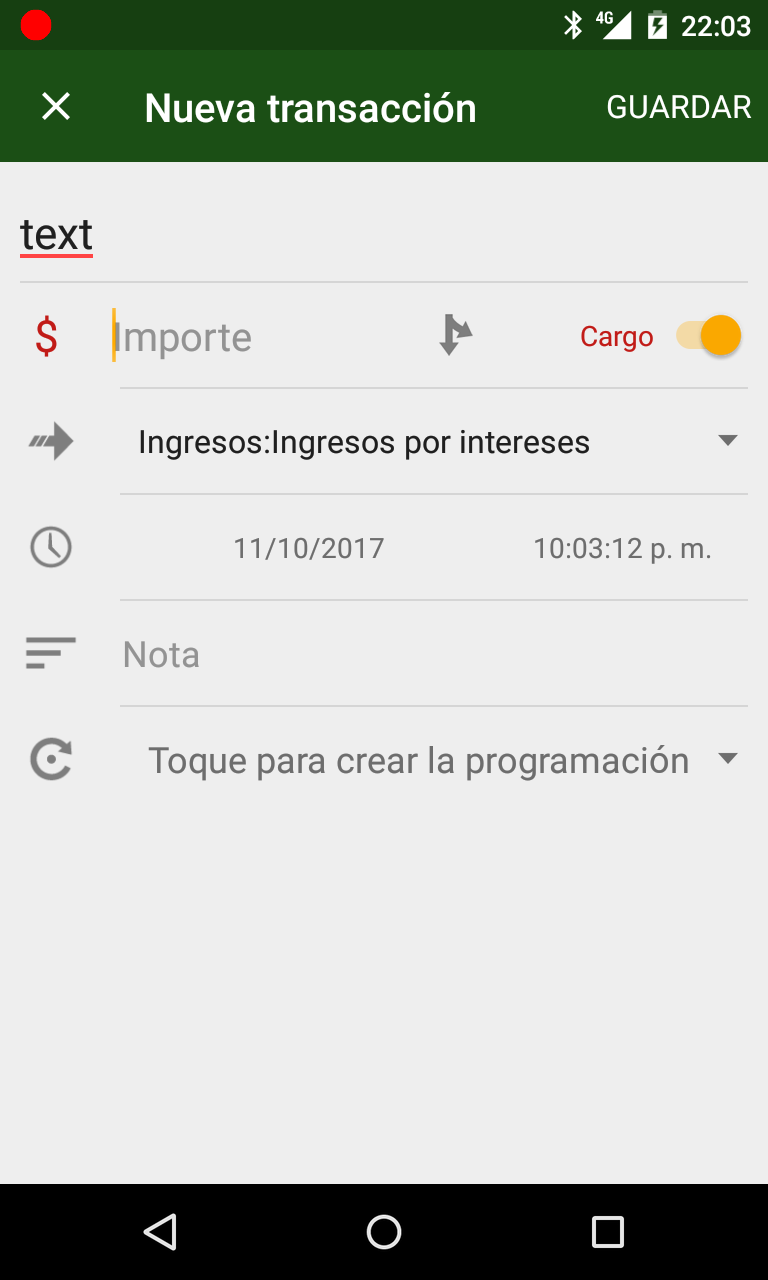 4G 22:03
Nueva transacción GUARDAR
text
$ Importe Cargo
Ingresos:Ingresos por intereses
11/10/2017 10:03:12 p. m.
Nota
Toque para crear la programación